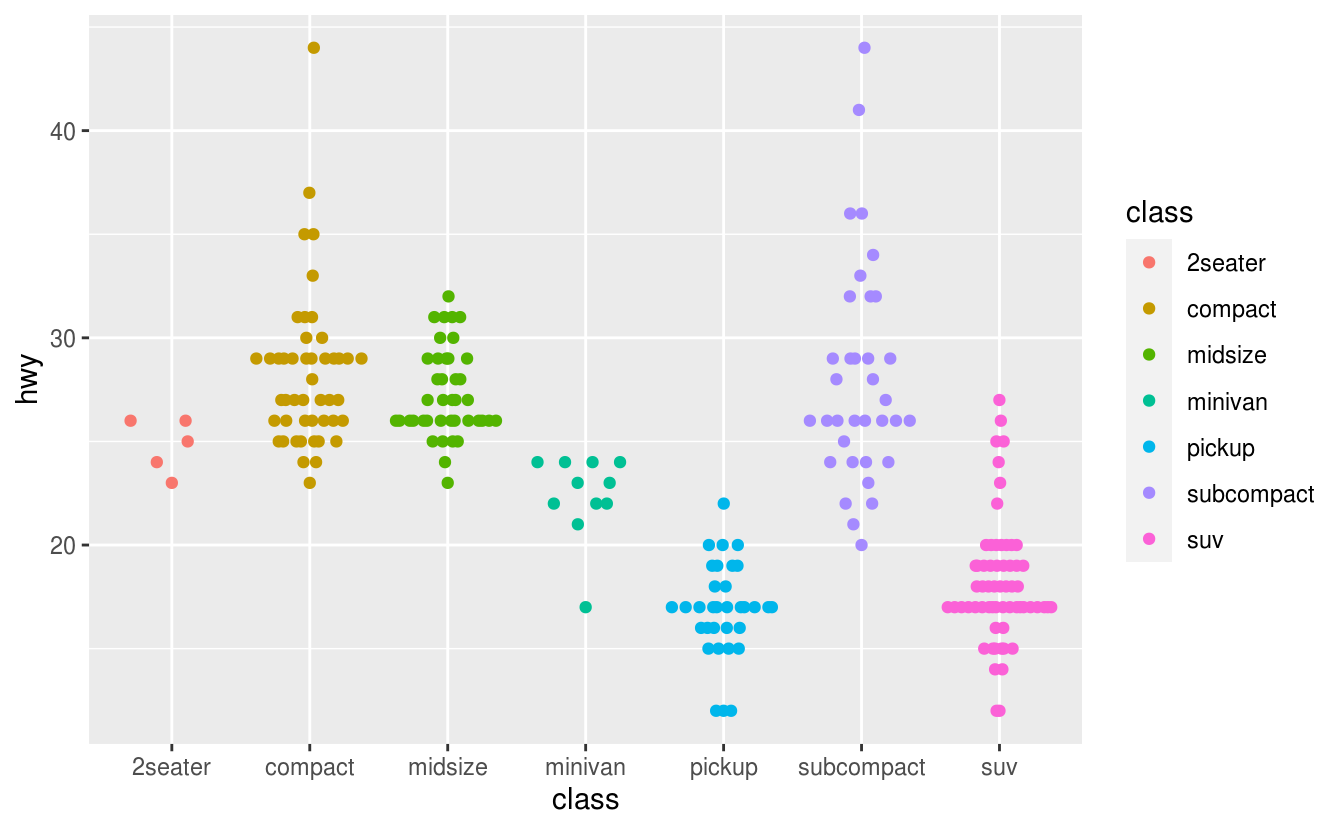 hwy
40
30
20
2seater compact midsize minivan pickup subcompact suv
class
class
2seater
compact
midsize
minivan
pickup
subcompact
suv